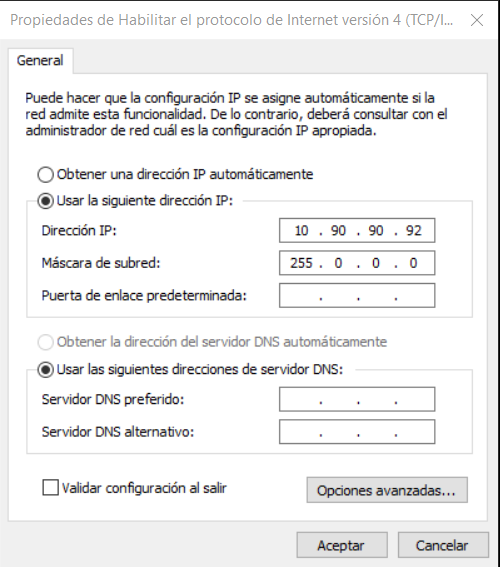 Propiedades de Habilitar el protocolo de Internet versión 4 (TCP/I...
General
Puede hacer que la configuración IP se asigne automáticamente si la
red admite esta funcionalidad. De lo contrario, deberá consultar con el
administrador de red cuál es la configuración IP apropiada.
Obtener una dirección IP automáticamente
Usar la siguiente dirección IP:
Dirección IP: 10 . 90 . 90 . 92
Máscara de subred: 255 . 0 . 0 . 0
Puerta de enlace predeterminada: . . .
Obtener la dirección del servidor DNS automáticamente
Usar las siguientes direcciones de servidor DNS:
Servidor DNS preferido: . . .
Servidor DNS alternativo: . . .
Validar configuración al salir
Opciones avanzadas...
Aceptar Cancelar